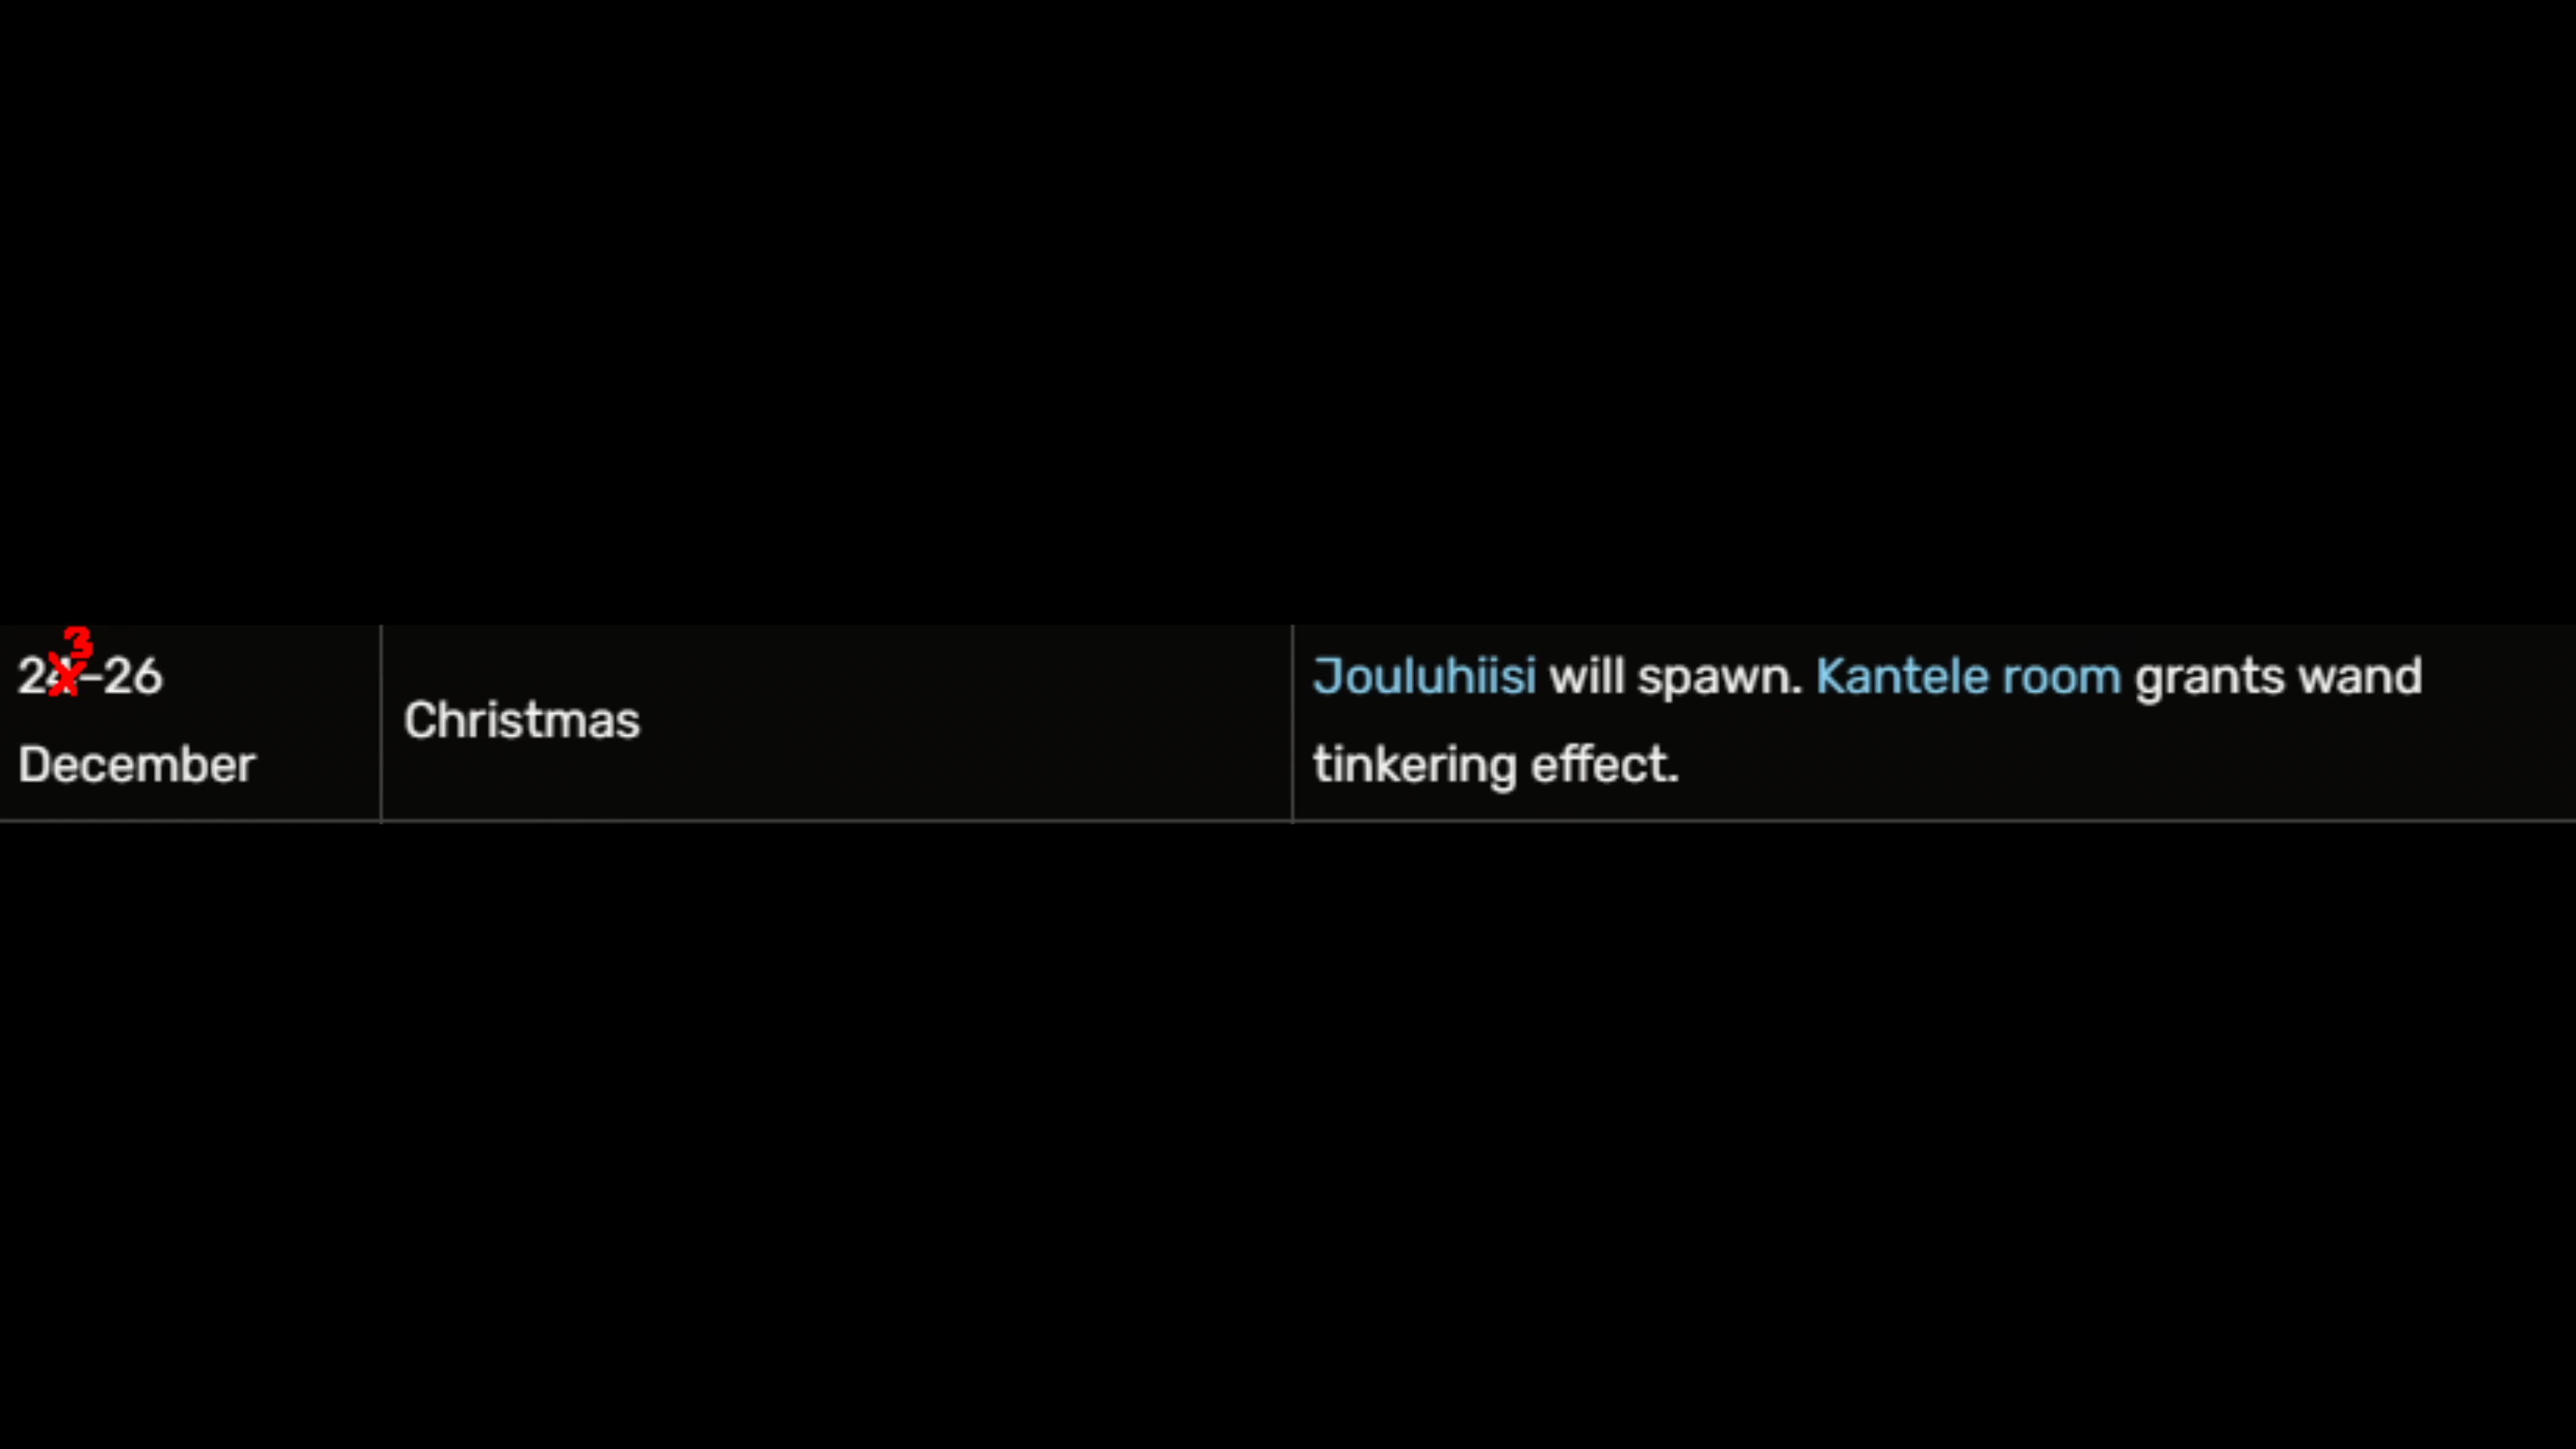 3
24-26
December
Christmas
Jouluhiisi will spawn. Kantele room grants wand
tinkering effect.